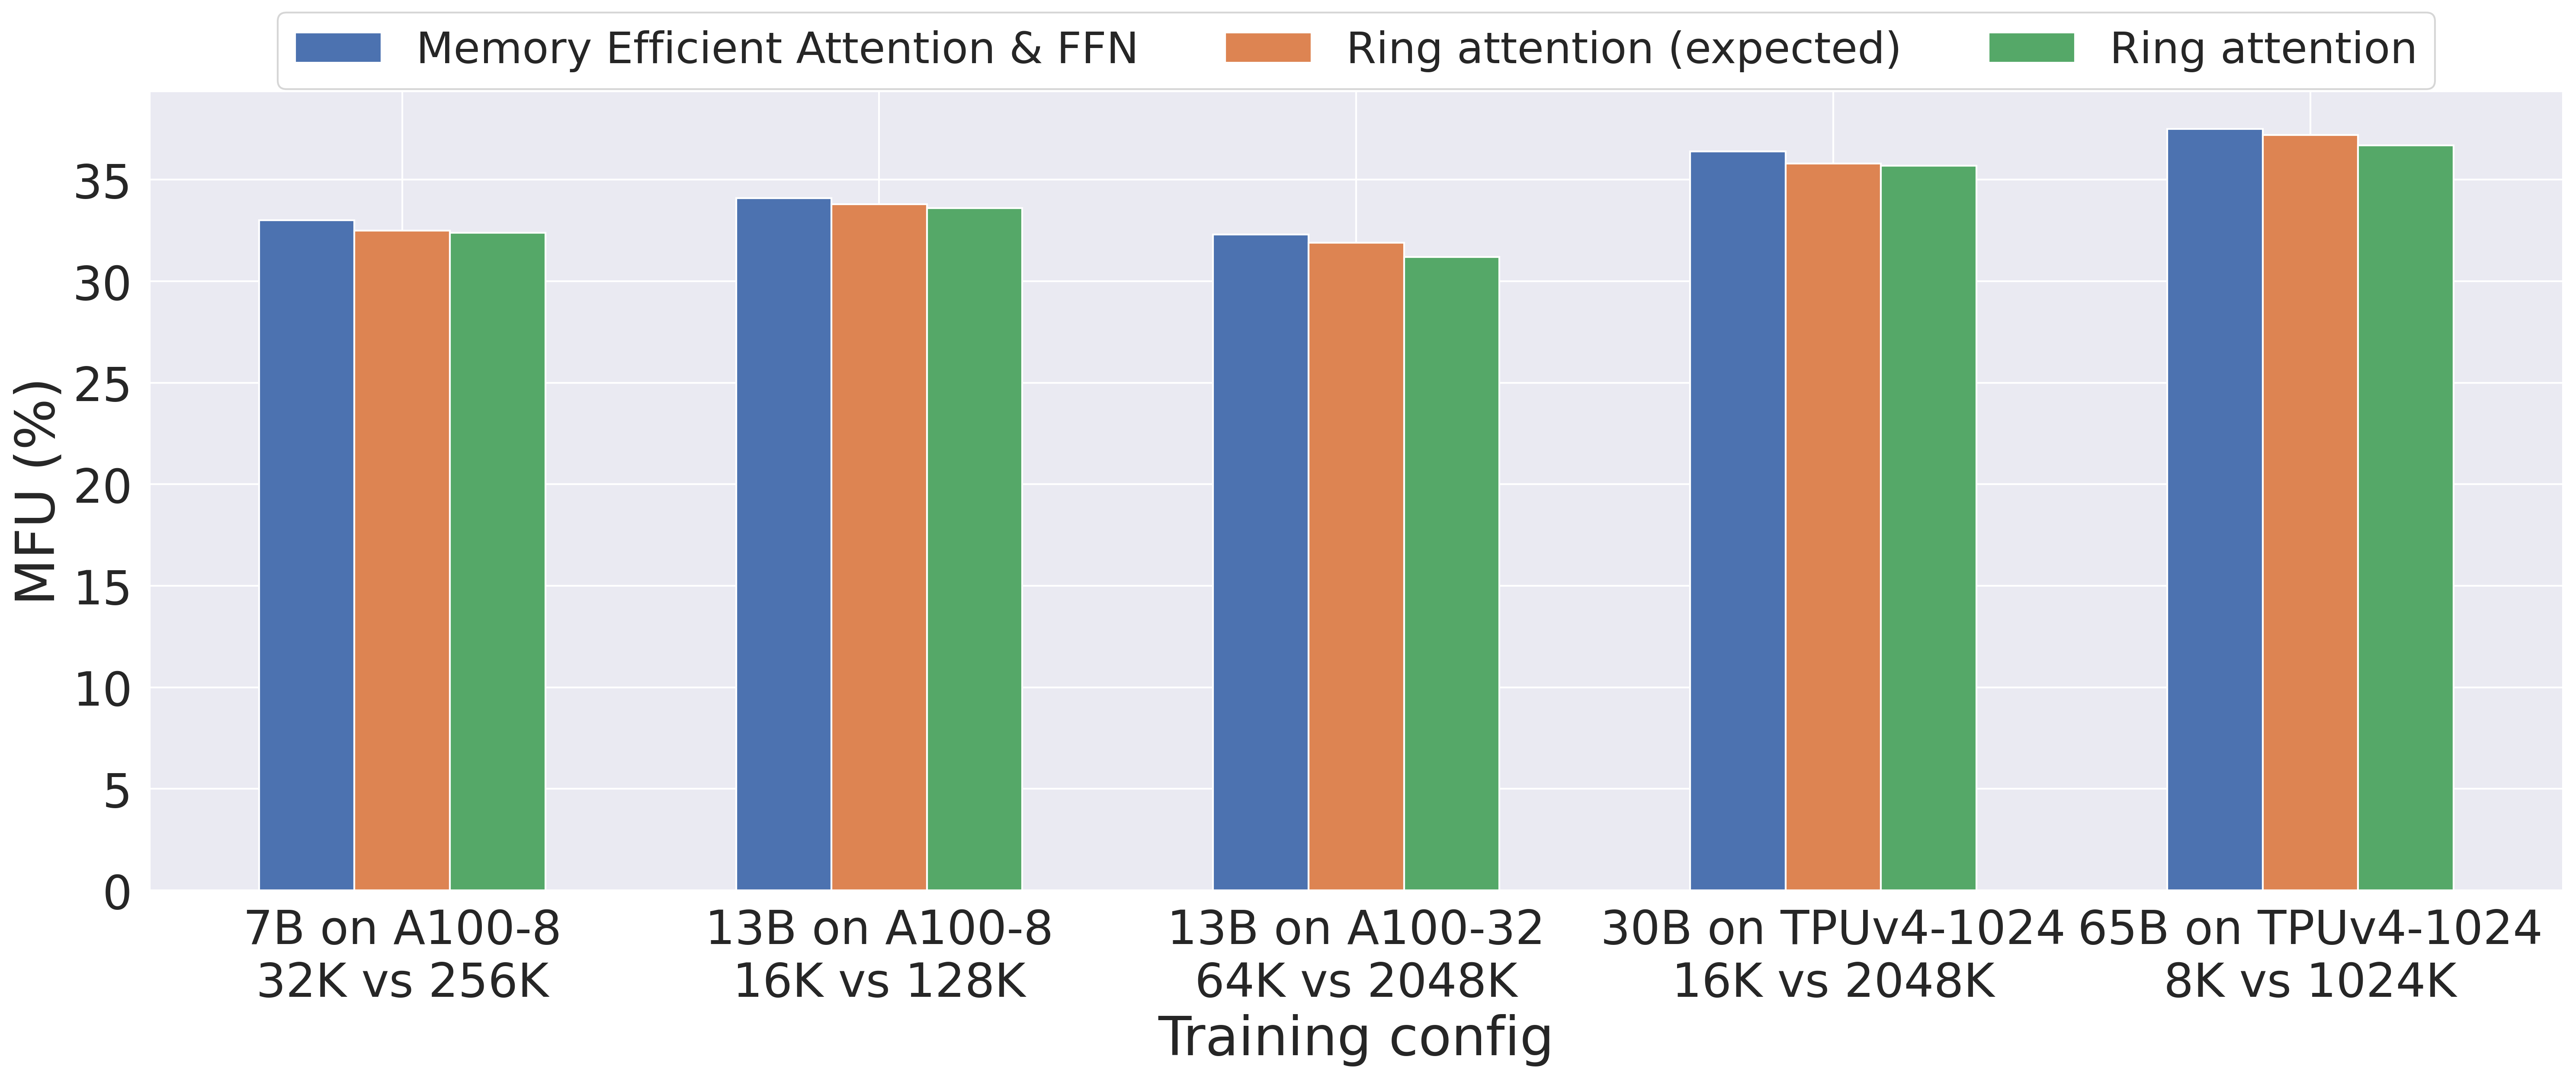 Memory Efficient Attention & FFN Ring attention (expected) Ring attention
MFU (%)
35
30
25
20
15
10
5
0
7B on A100-8
32K vs 256K
13B on A100-8
16K vs 128K
13B on A100-32
64K vs 2048K
30B on TPUv4-1024
16K vs 2048K
65B on TPUv4-1024
8K vs 1024K
Training config